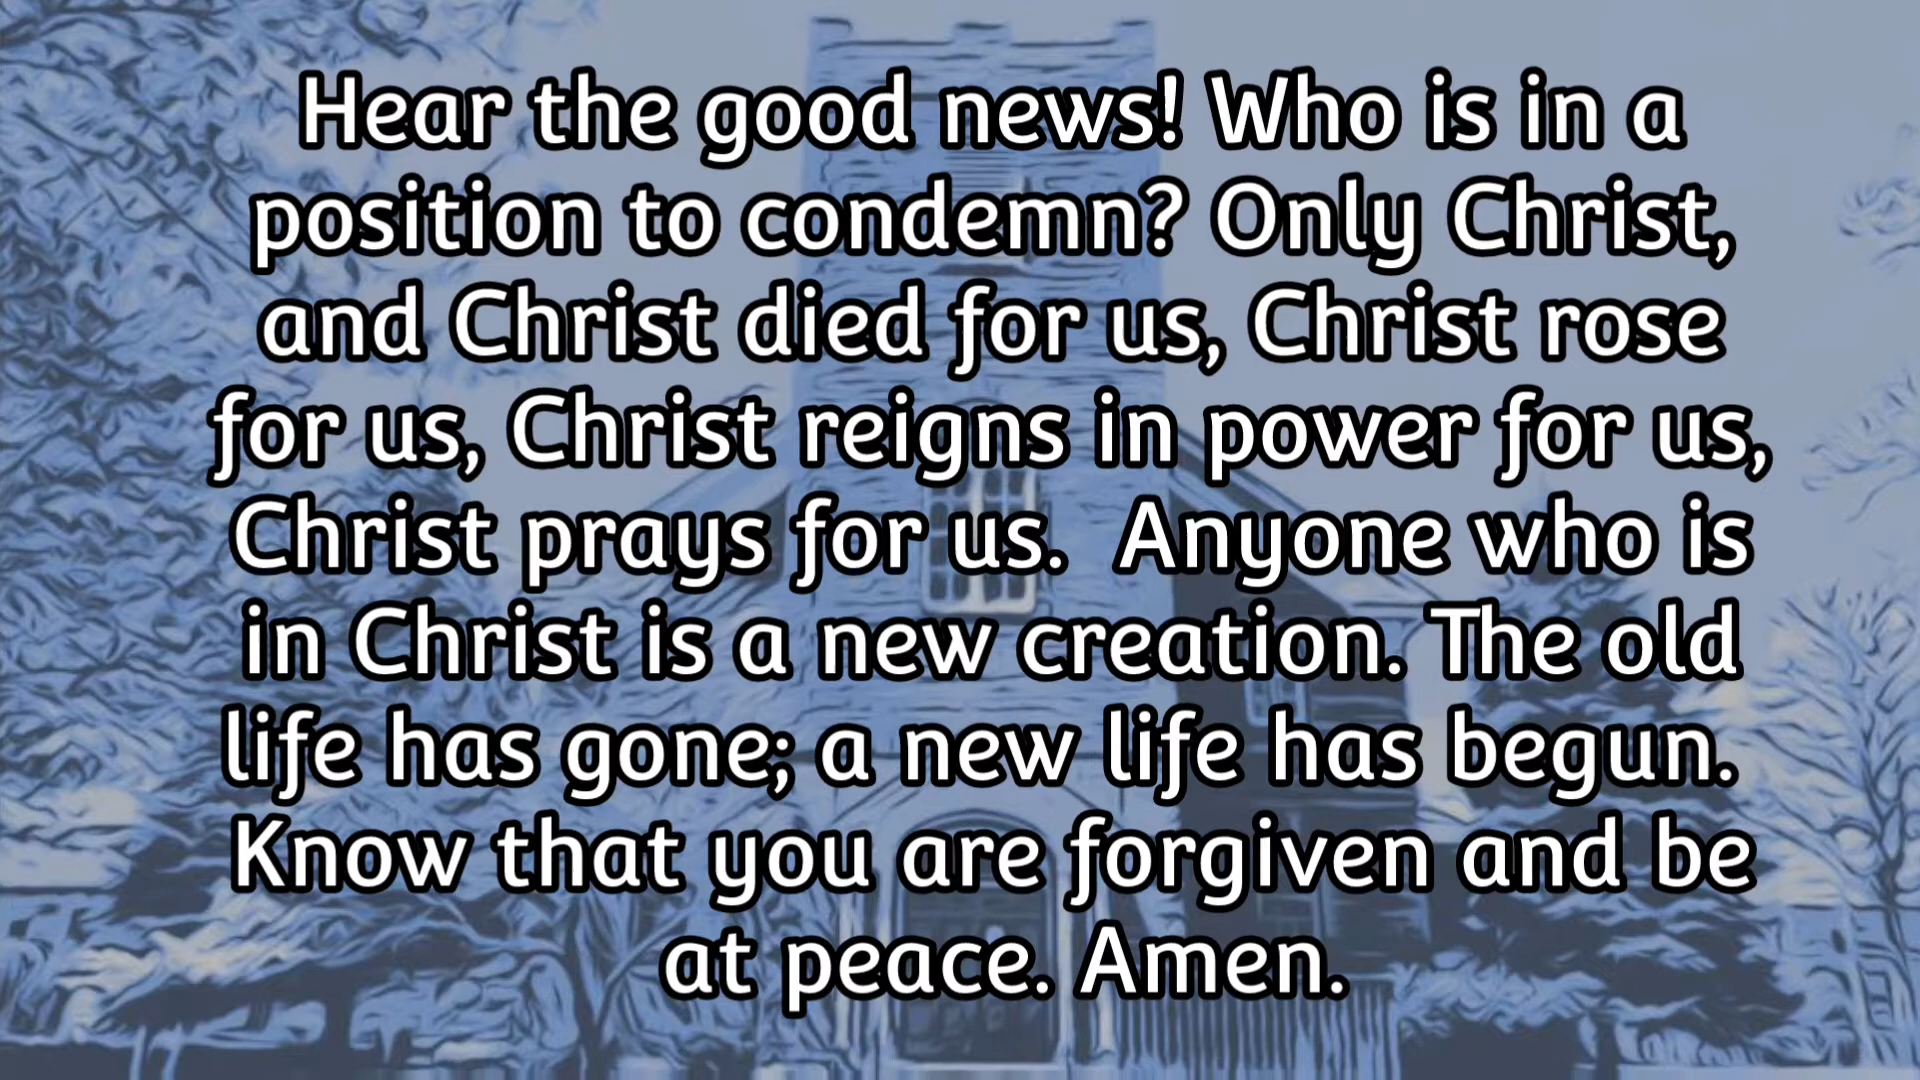 Hear the good news! Who is in a
position to condemn? Only Christ,
and Christ died for us, Christ rose
for us, Christ reigns in power for us,
Christ prays for us.  Anyone who is
in Christ is a new creation. The old
life has gone; a new life has begun.
Know that you are forgiven and be
at peace. Amen.